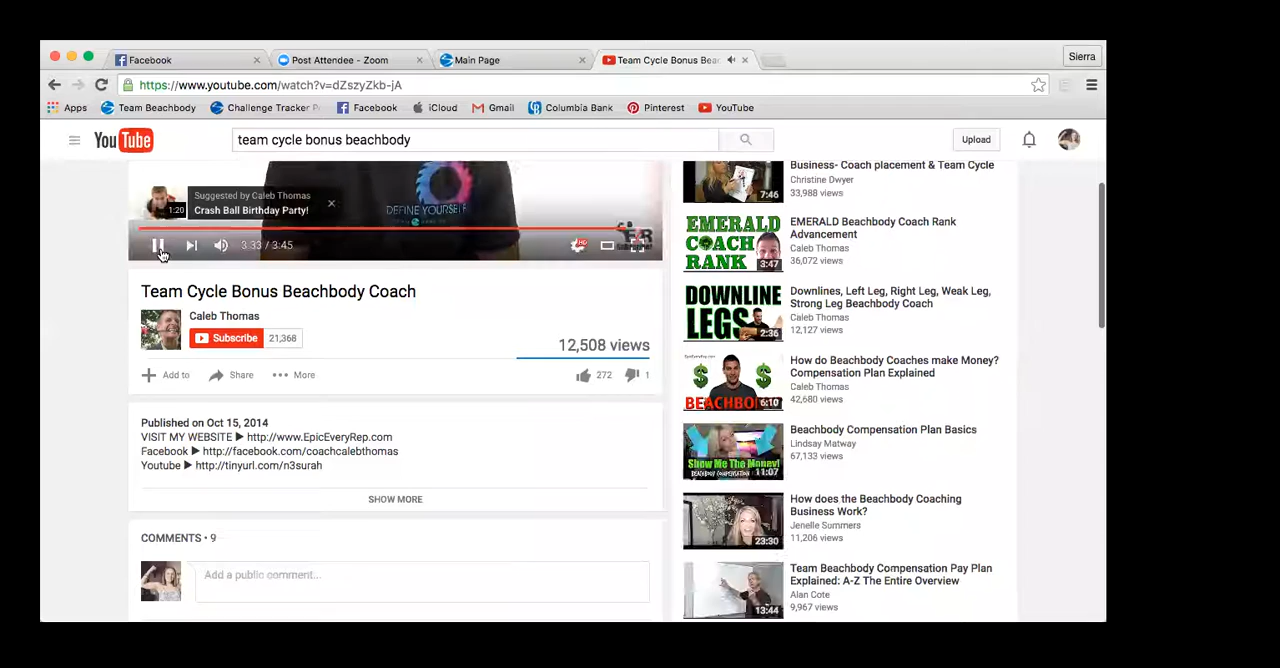 Facebook
Post Attendee - Zoom
Main Page
Team Cycle Bonus Bea
Sierra
https://www.youtube.com/watch?v=dZszyZkb-jA
Apps
Team Beachbody
Challenge Tracker
Facebook
iCloud
Gmail
Columbia Bank
Pinterest
YouTube
YouTube
team cycle bonus beachbody
Upload
Suggested by Caleb Thomas
Crash Ball Birthday Party!
1:20
DEFINE YOURSELF
3:33 / 3:45
HD
Team Cycle Bonus Beachbody Coach
Caleb Thomas
Subscribe
21,368
12,508 views
Add to
Share
More
272
1
Published on Oct 15, 2014
VISIT MY WEBSITE ▶ http://www.EpicEveryRep.com
Facebook ▶ http://facebook.com/coachcalebthomas
Youtube ▶ http://tinyurl.com/n3surah
SHOW MORE
COMMENTS • 9
Add a public comment...
7:46
Business- Coach placement & Team Cycle
Christine Dwyer
33,988 views
EMERALD
COACH
RANK
3:47
EMERALD Beachbody Coach Rank
Advancement
Caleb Thomas
36,072 views
DOWNLINE
LEGS
2:36
Downlines, Left Leg, Right Leg, Weak Leg,
Strong Leg Beachbody Coach
Caleb Thomas
12,127 views
$ $
BEACHBO
6:10
How do Beachbody Coaches make Money?
Compensation Plan Explained
Caleb Thomas
42,680 views
Show Me The Money!
BEACHBODY COMPENSATION
11:07
Beachbody Compensation Plan Basics
Lindsay Matway
67,133 views
23:30
How does the Beachbody Coaching
Business Work?
Jenelle Summers
11,206 views
13:44
Team Beachbody Compensation Pay Plan
Explained: A-Z The Entire Overview
Alan Cote
9,967 views